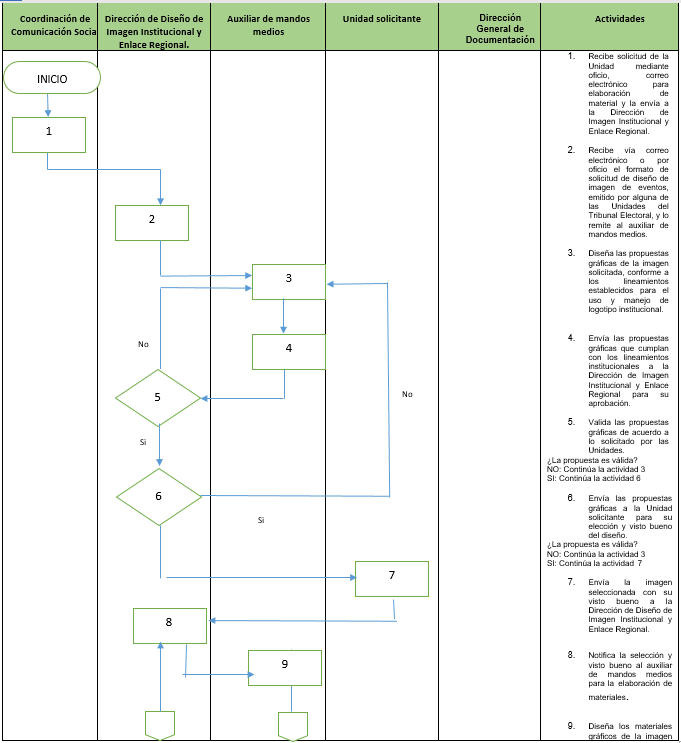 Coordinación de
Comunicación Socia
Dirección de Diseño de
Imagen Institucional y
Enlace Regional.
Auxiliar de mandos
medios
Unidad solicitante
Dirección
General de
Documentación
Actividades
INICIO
1
2
3
4
No
5
No
Si
6
Si
7
8
9
1. Recibe solicitud de la
Unidad mediante
oficio, correo
electrónico para
elaboración de
material y la envía a
la Dirección de
Imagen Institucional y
Enlace Regional.
2. Recibe vía correo
electrónico o por
oficio el formato de
solicitud de diseño de
imagen de eventos,
emitido por alguna de
las Unidades del
Tribunal Electoral, y lo
remite al auxiliar de
mandos medios.
3. Diseña las propuestas
gráficas de la imagen
solicitada, conforme a
los lineamientos
establecidos para el
uso y manejo de
logotipo institucional.
4. Envía las propuestas
gráficas que cumplan
con los lineamientos
institucionales a la
Dirección de Imagen
Institucional y Enlace
Regional para su
aprobación.
5. Valida las propuestas
gráficas de acuerdo a
lo solicitado por las
Unidades.
¿La propuesta es válida?
NO: Continúa la actividad 3
SI: Continúa la actividad 6
6. Envía las propuestas
gráficas a la Unidad
solicitante para su
elección y visto bueno
del diseño.
¿La propuesta es válida?
NO: Continúa la actividad 3
SI: Continúa la actividad 7
7. Envía la imagen
seleccionada con su
visto bueno a la
Dirección de Diseño de
Imagen Institucional y
Enlace Regional.
8. Notifica la selección y
visto bueno al auxiliar
de mandos medios
para la elaboración de
materiales.
9. Diseña los materiales
gráficos de la imagen